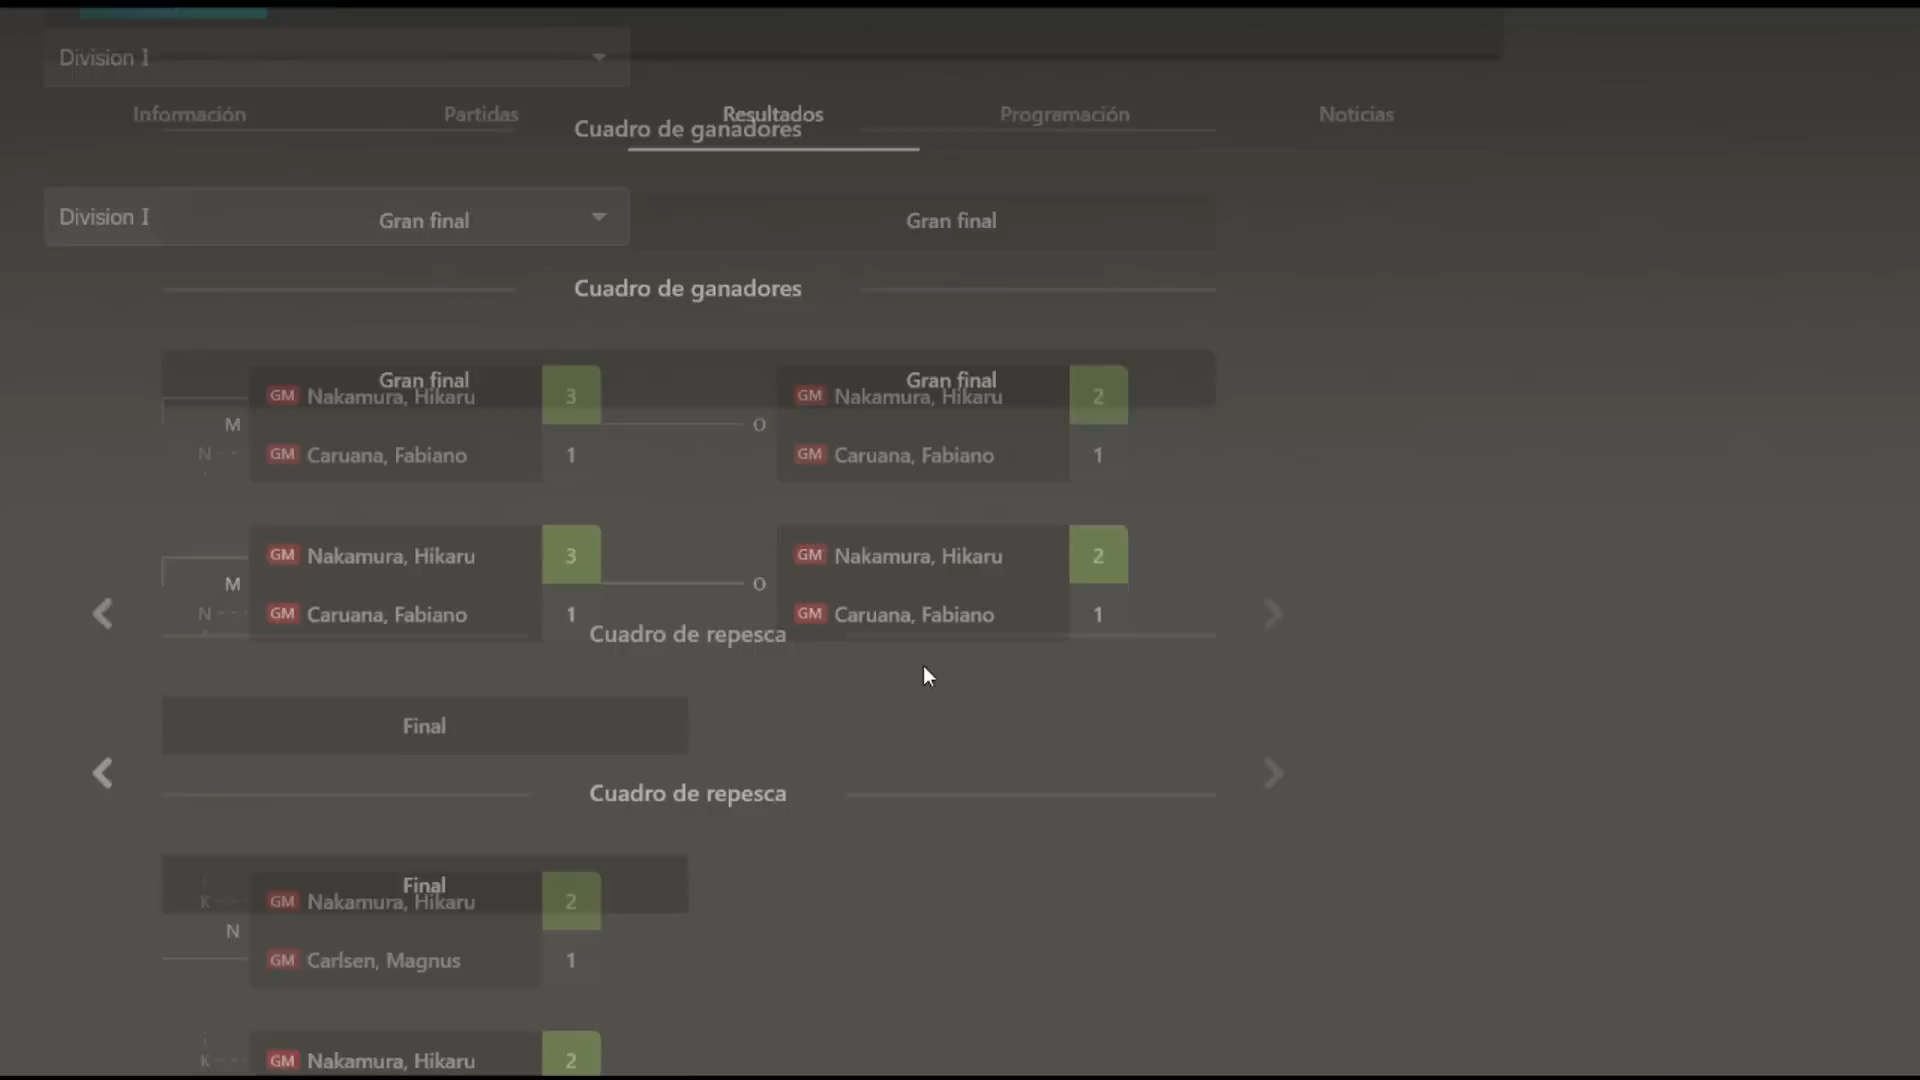 Division I
Información Partidas Resultados Programación Noticias
Cuadro de ganadores
Division I
Gran final Gran final
Cuadro de ganadores
Gran final Gran final
GM Nakamura, Hikaru 3 GM Nakamura, Hikaru 2
M O
N
GM Caruana, Fabiano 1 GM Caruana, Fabiano 1
GM Nakamura, Hikaru 3 GM Nakamura, Hikaru 2
M O
N
GM Caruana, Fabiano 1 GM Caruana, Fabiano 1
Cuadro de repesca
Final
Cuadro de repesca
Final
K GM Nakamura, Hikaru 2
N
GM Carlsen, Magnus 1
K GM Nakamura, Hikaru 2